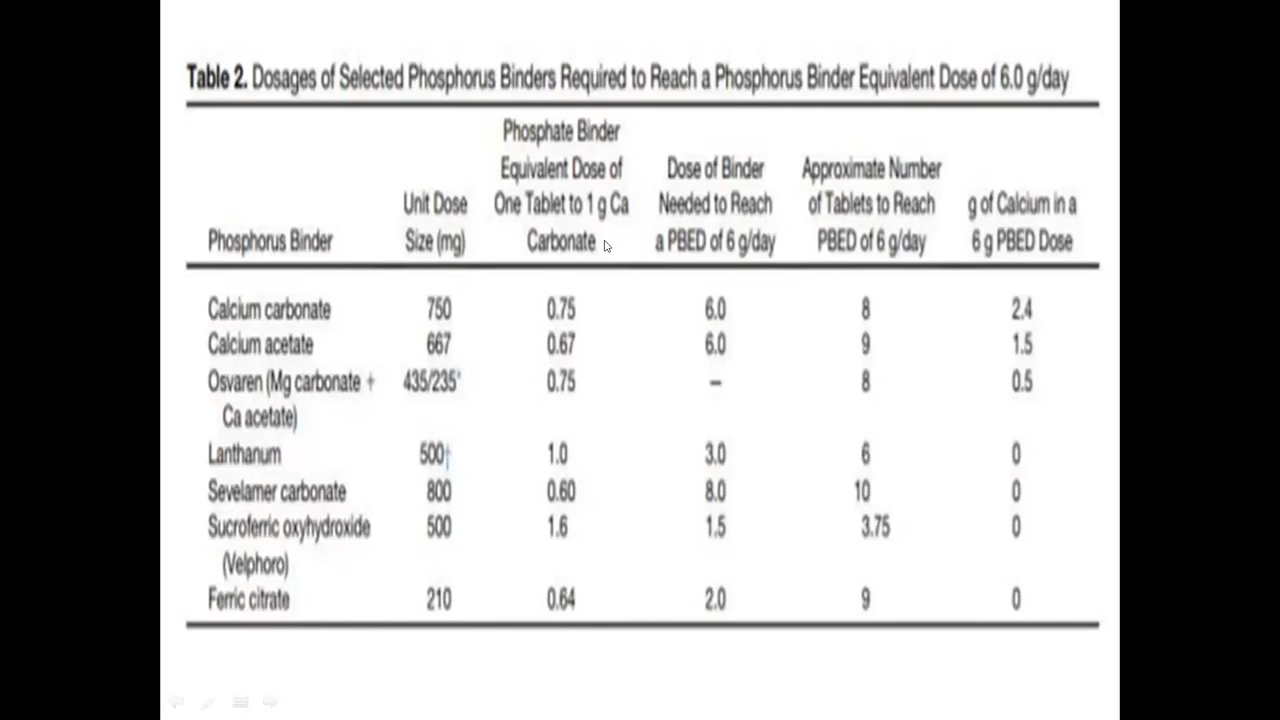 Table 2. Dosages of Selected Phosphorus Binders Required to Reach a Phosphorus Binder Equivalent Dose of 6.0 g/day
Phosphate Binder
Equivalent Dose of Dose of Binder Approximate Number
Unit Dose One Tablet to 1 g Ca Needed to Reach of Tablets to Reach g of Calcium in a
Phosphorus Binder Size (mg) Carbonate a PBED of 6 g/day PBED of 6 g/day 6 g PBED Dose
Calcium carbonate 750 0.75 6.0 8 2.4
Calcium acetate 667 0.67 6.0 9 1.5
Osvaren (Mg carbonate + 435/235* 0.75 – 8 0.5
Ca acetate)
Lanthanum 500† 1.0 3.0 6 0
Sevelamer carbonate 800 0.60 8.0 10 0
Sucroferric oxyhydroxide 500 1.6 1.5 3.75 0
(Velphoro)
Ferric citrate 210 0.64 2.0 9 0